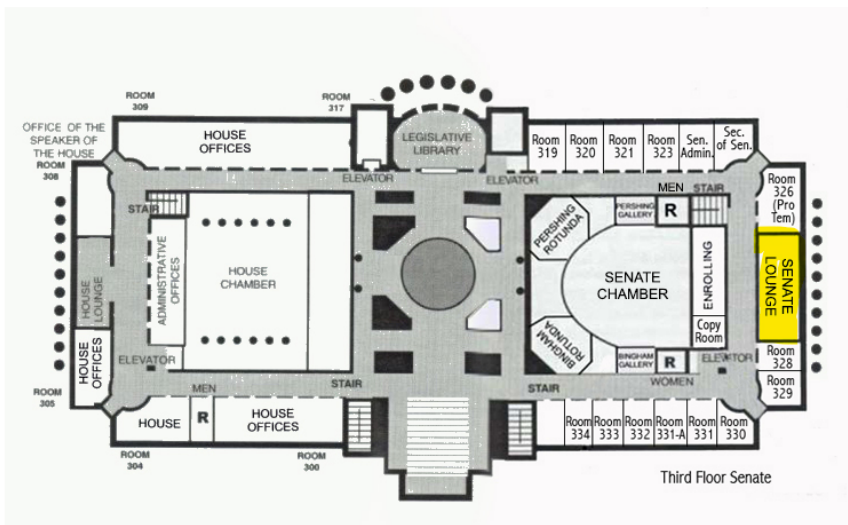 ROOM
309
ROOM
317
OFFICE OF THE
SPEAKER OF
THE HOUSE
ROOM
308
HOUSE
OFFICES
LEGISLATIVE
LIBRARY
ELEVATOR
ELEVATOR
Room
319
Room
320
Room
321
Room
323
Sen.
Admin.
Sec.
of Sen.
MEN
STAIR
Room
326
(Pro
Tem)
STAIR
PERSHING
ROTUNDA
PERSHING
GALLERY
R
HOUSE
LOUNGE
ADMINISTRATIVE
OFFICES
HOUSE
CHAMBER
SENATE
CHAMBER
ENROLLING
SENATE
LOUNGE
Copy
Room
BINGHAM
ROTUNDA
BINGHAM
GALLERY
R
HOUSE
OFFICES
ELEVATOR
ELEVATOR
Room
328
Room
329
MEN
STAIR
STAIR
WOMEN
ROOM
305
HOUSE
R
HOUSE
OFFICES
Room
334
Room
333
Room
332
Room
331-A
Room
331
Room
330
ROOM
304
ROOM
300
Third Floor Senate